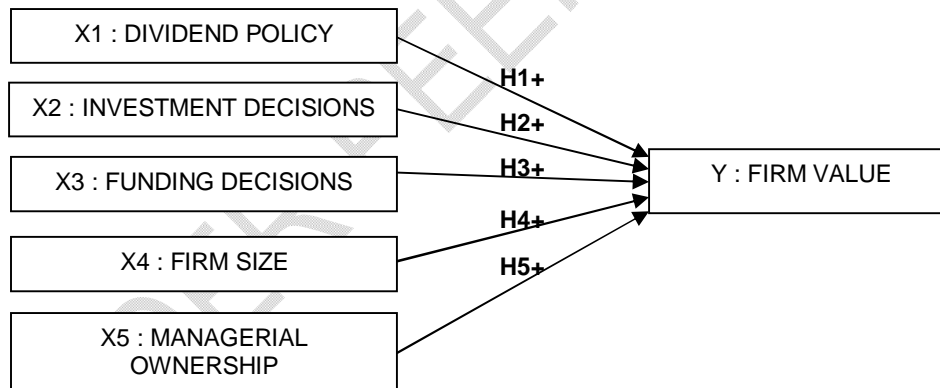 X1 : DIVIDEND POLICY
H1+
X2 : INVESTMENT DECISIONS
H2+
X3 : FUNDING DECISIONS
H3+
Y : FIRM VALUE
H4+
X4 : FIRM SIZE
H5+
X5 : MANAGERIAL
OWNERSHIP